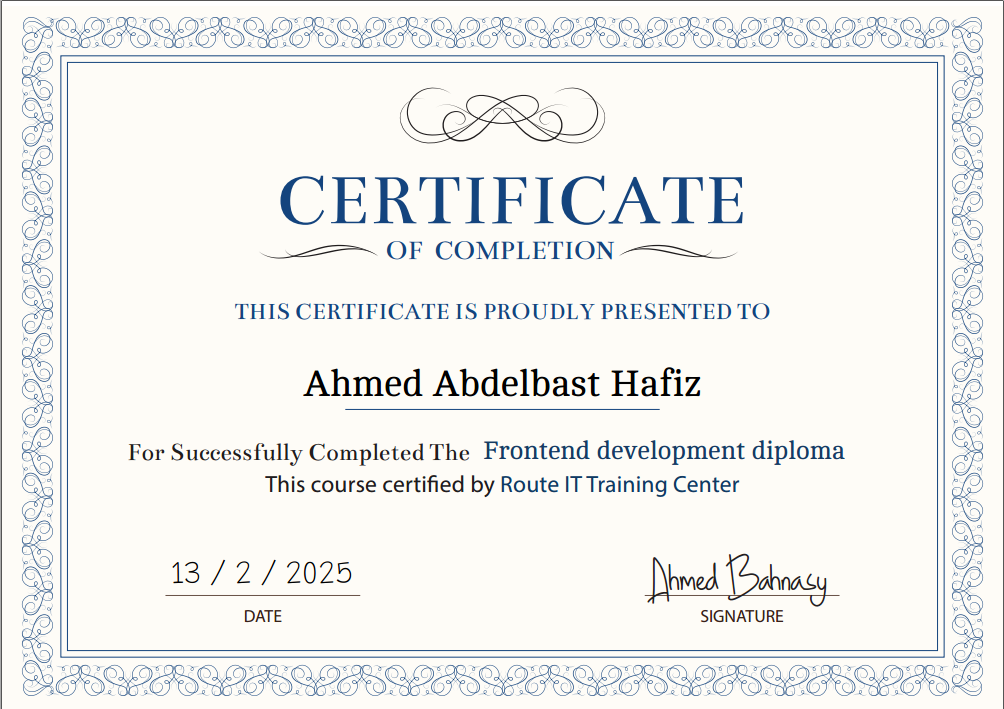 CERTIFICATE
OF COMPLETION
THIS CERTIFICATE IS PROUDLY PRESENTED TO
Ahmed Abdelbast Hafiz
For Successfully Completed The Frontend development diploma
This course certified by Route IT Training Center
13 / 2 / 2025
Ahmed Bahnasy
DATE
SIGNATURE